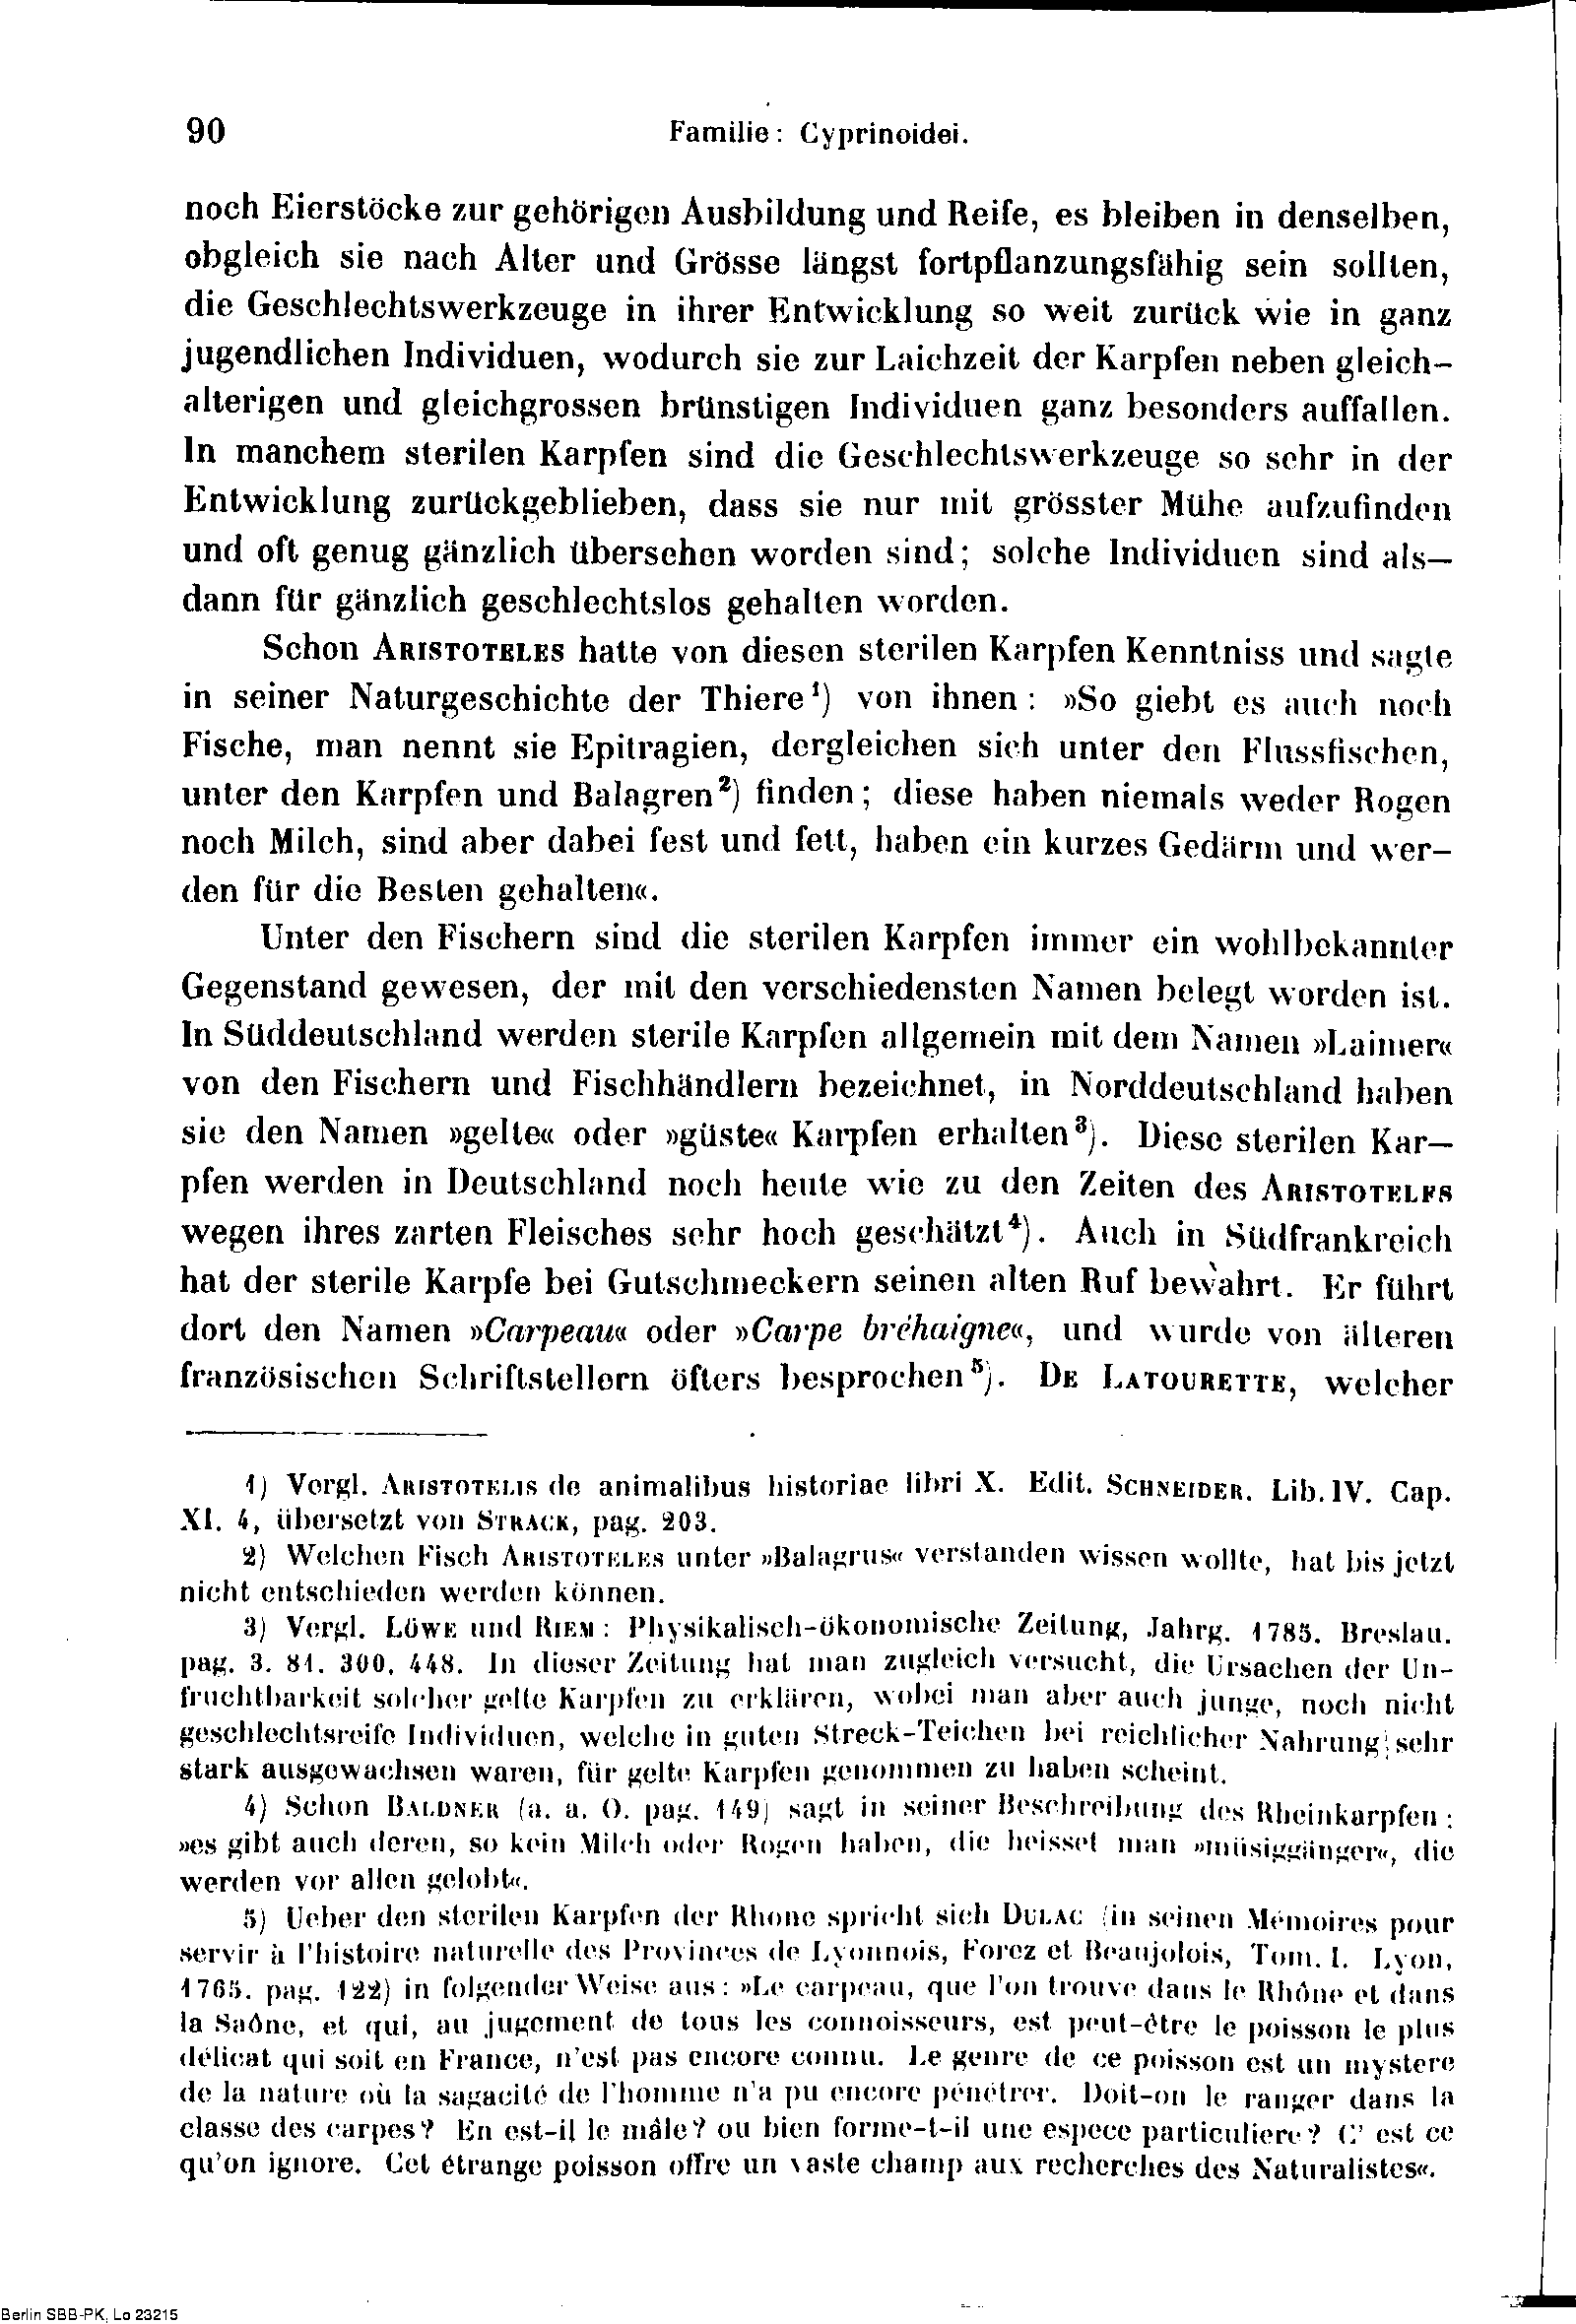 90
Familie: Cyprinoidei.
noch Eierstöcke zur gehörigen Ausbildung und Reife, es bleiben in denselben,
obgleich sie nach Alter und Grösse längst fortpflanzungsfähig sein sollten,
die Geschlechtswerkzeuge in ihrer Entwicklung so weit zurück wie in ganz
jugendlichen Individuen, wodurch sie zur Laichzeit der Karpfen neben gleich-
alterigen und gleichgrossen brünstigen Individuen ganz besonders auffallen.
In manchem sterilen Karpfen sind die Geschlechtswerkzeuge so sehr in der
Entwicklung zurückgeblieben, dass sie nur mit grösster Mühe aufzufinden
und oft genug gänzlich übersehen worden sind; solche Individuen sind als-
dann für gänzlich geschlechtslos gehalten worden.
Schon ARISTOTELES hatte von diesen sterilen Karpfen Kenntniss und sagte
in seiner Naturgeschichte der Thiere¹) von ihnen: »So giebt es auch noch
Fische, man nennt sie Epitragien, dergleichen sich unter den Flussfischen,
unter den Karpfen und Balagren²) finden; diese haben niemals weder Rogen
noch Milch, sind aber dabei fest und fett, haben ein kurzes Gedärm und wer-
den für die Besten gehalten«.
Unter den Fischern sind die sterilen Karpfen immer ein wohlbekannter
Gegenstand gewesen, der mit den verschiedensten Namen belegt worden ist.
In Süddeutschland werden sterile Karpfen allgemein mit dem Namen »Laimer«
von den Fischern und Fischhändlern bezeichnet, in Norddeutschland haben
sie den Namen »gelte« oder »güste« Karpfen erhalten³). Diese sterilen Kar-
pfen werden in Deutschland noch heute wie zu den Zeiten des ARISTOTELES
wegen ihres zarten Fleisches sehr hoch geschätzt⁴). Auch in Südfrankreich
hat der sterile Karpfe bei Gutschmeckern seinen alten Ruf bewahrt. Er führt
dort den Namen »Carpeau« oder »Carpe bréhaigne«, und wurde von älteren
französischen Schriftstellern öfters besprochen⁵). DE LATOURETTE, welcher
1) Vergl. ARISTOTELIS de animalibus historiae libri X. Edit. SCHNEIDER. Lib. IV. Cap.
XI. 4, übersetzt von STRACK, pag. 203.
2) Welchen Fisch ARISTOTELES unter »Balagrus« verstanden wissen wollte, hat bis jetzt
nicht entschieden werden können.
3) Vergl. LÖWE und RIEM: Physikalisch-ökonomische Zeitung, Jahrg. 1785. Breslau.
pag. 3. 81. 300. 448. In dieser Zeitung hat man zugleich versucht, die Ursachen der Un-
fruchtbarkeit solcher gelte Karpfen zu erklären, wobei man aber auch junge, noch nicht
geschlechtsreife Individuen, welche in guten Streck-Teichen bei reichlicher Nahrung sehr
stark ausgewachsen waren, für gelte Karpfen genommen zu haben scheint.
4) Schon BALDNER (a. a. O. pag. 149) sagt in seiner Beschreibung des Rheinkarpfen:
»es gibt auch deren, so kein Milch oder Rogen haben, die heisset man »müsiggänger«, die
werden vor allen gelobt«.
5) Ueber den sterilen Karpfen der Rhone spricht sich DULAC (in seinen Mémoires pour
servir à l'histoire naturelle des Provinces de Lyonnois, Forez et Beaujolois, Tom. I. Lyon,
1765. pag. 122) in folgender Weise aus: »Le carpeau, que l'on trouve dans le Rhône et dans
la Saône, et qui, au jugement de tous les connoisseurs, est peut-être le poisson le plus
délicat qui soit en France, n'est pas encore connu. Le genre de ce poisson est un mystere
de la nature où la sagacité de l'homme n'a pu encore pénétrer. Doit-on le ranger dans la
classe des carpes? En est-il le mâle? ou bien forme-t-il une espece particuliere? C' est ce
qu'on ignore. Cet étrange poisson offre un vaste champ aux recherches des Naturalistes«.
Berlin SBB-PK, Lo 23215